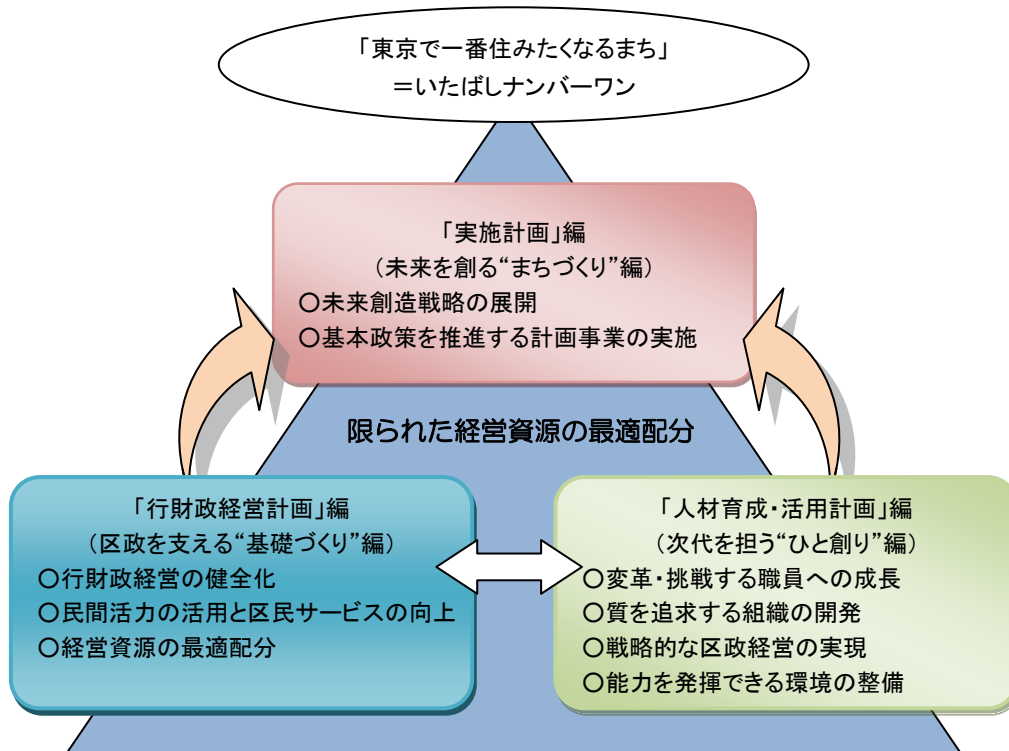 「東京で一番住みたくなるまち」
＝いたばしナンバーワン
「実施計画」編
（未来を創る“まちづくり”編）
○未来創造戦略の展開
○基本政策を推進する計画事業の実施
限られた経営資源の最適配分
「行財政経営計画」編
（区政を支える“基礎づくり”編）
○行財政経営の健全化
○民間活力の活用と区民サービスの向上
○経営資源の最適配分
「人材育成・活用計画」編
（次代を担う“ひと創り”編）
○変革・挑戦する職員への成長
○質を追求する組織の開発
○戦略的な区政経営の実現
○能力を発揮できる環境の整備